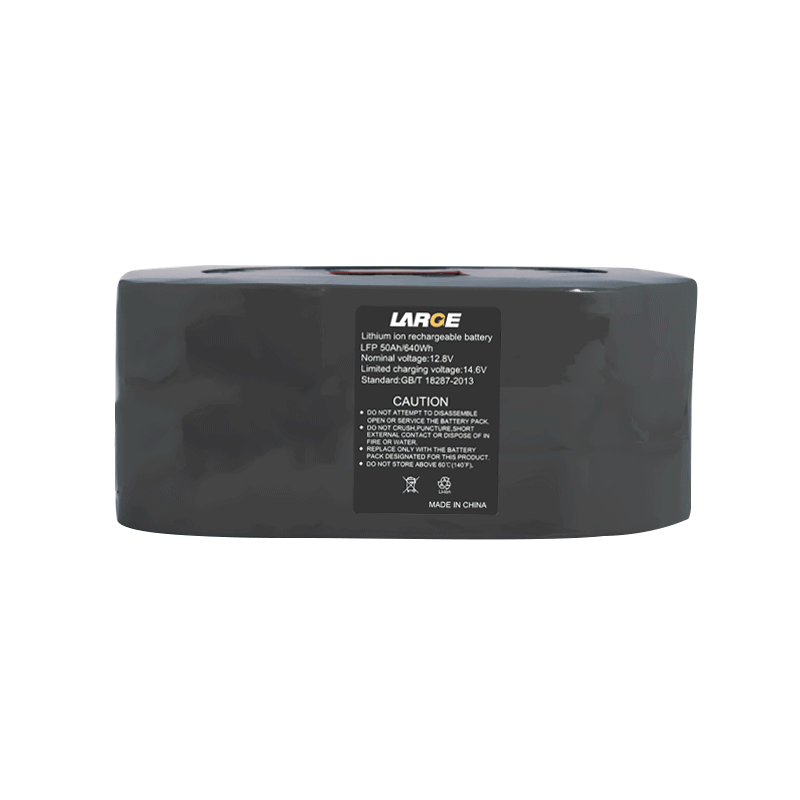 LARGE
Lithium ion rechargeable battery
LFP 50Ah/640Wh
Nominal voltage:12.8V
Limited charging voltage:14.6V
Standard:GB/T 18287-2013
CAUTION
● DO NOT ATTEMPT TO DISASSEMBLE
OPEN OR SERVICE THE BATTERY PACK.
● DO NOT CRUSH,PUNCTURE,SHORT
EXTERNAL CONTACT OR DISPOSE OF IN
FIRE OR WATER.
● REPLACE ONLY WITH THE BATTERY
PACK DESIGNATED FOR THIS PRODUCT.
● DO NOT STORE ABOVE 60℃(140℉).
Li-ion
MADE IN CHINA